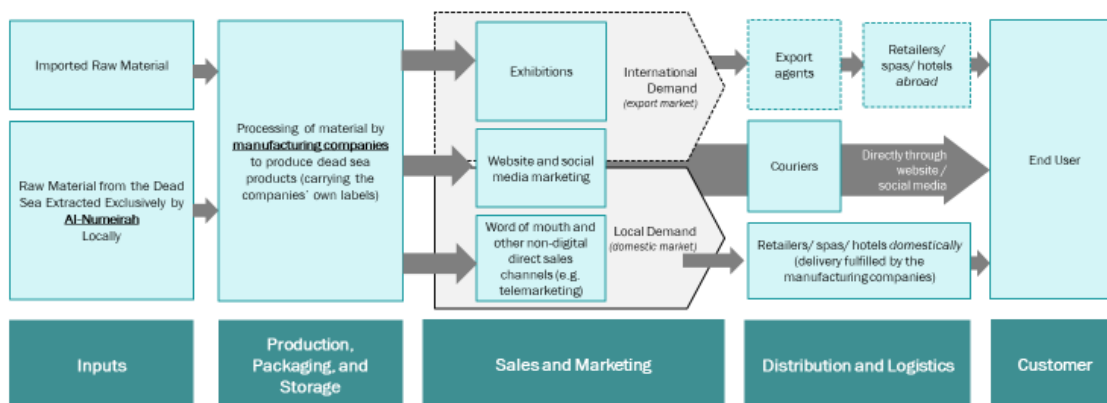 Imported Raw Material
Raw Material from the Dead
Sea Extracted Exclusively by
Al-Numeirah
Locally
Processing of material by
manufacturing companies
to produce dead sea
products (carrying the
companies' own labels)
Exhibitions
International
Demand
(export market)
Website and social
media marketing
Word of mouth and
other non-digital
direct sales
channels (e.g.
telemarketing)
Local Demand
(domestic market)
Export
agents
Retailers/
spas/ hotels
abroad
Couriers
Directly through
website /
social media
Retailers/ spas/ hotels domestically
(delivery fulfilled by the
manufacturing companies)
End User
Inputs
Production,
Packaging, and
Storage
Sales and Marketing
Distribution and Logistics
Customer